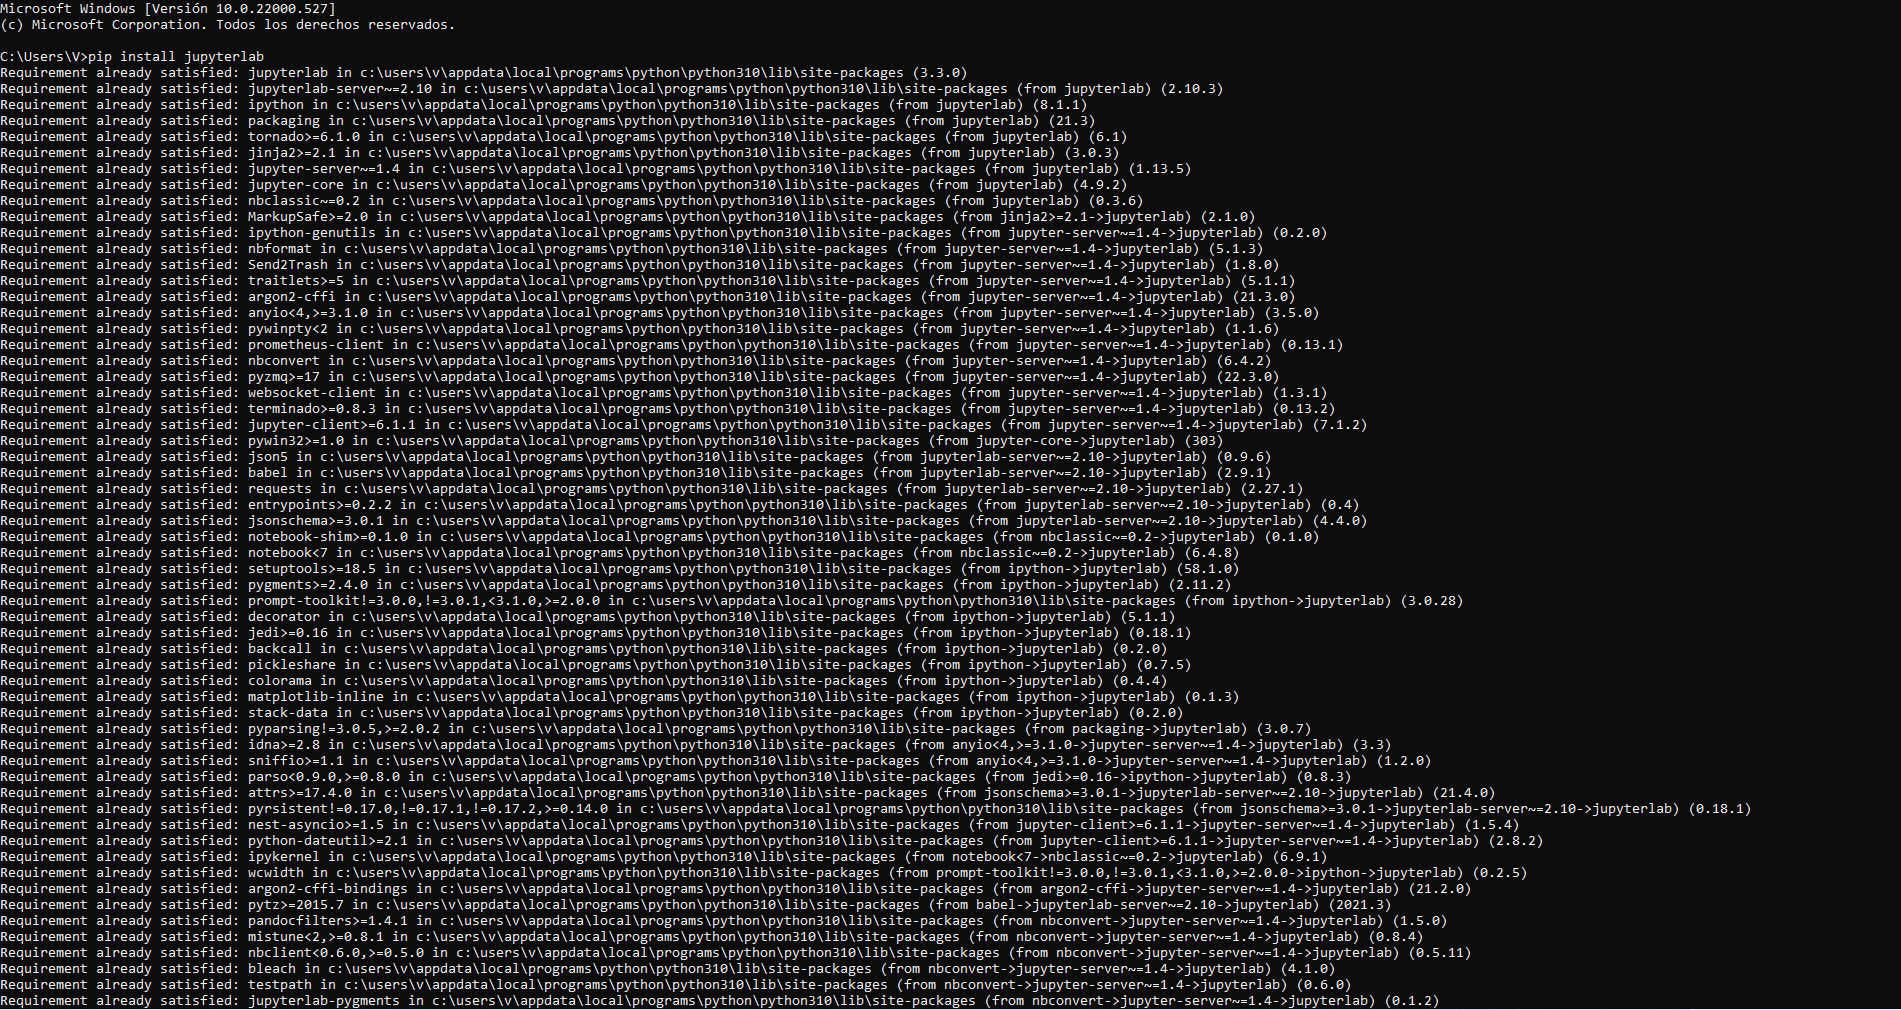 Microsoft Windows [Versión 10.0.22000.527]
(c) Microsoft Corporation. Todos los derechos reservados.
C:\Users\V>pip install jupyterlab
Requirement already satisfied: jupyterlab in c:\users\v\appdata\local\programs\python\python310\lib\site-packages (3.3.0)
Requirement already satisfied: jupyterlab-server~=2.10 in c:\users\v\appdata\local\programs\python\python310\lib\site-packages (from jupyterlab) (2.10.3)
Requirement already satisfied: ipython in c:\users\v\appdata\local\programs\python\python310\lib\site-packages (from jupyterlab) (8.1.1)
Requirement already satisfied: packaging in c:\users\v\appdata\local\programs\python\python310\lib\site-packages (from jupyterlab) (21.3)
Requirement already satisfied: tornado>=6.1.0 in c:\users\v\appdata\local\programs\python\python310\lib\site-packages (from jupyterlab) (6.1)
Requirement already satisfied: jinja2>=2.1 in c:\users\v\appdata\local\programs\python\python310\lib\site-packages (from jupyterlab) (3.0.3)
Requirement already satisfied: jupyter-server~=1.4 in c:\users\v\appdata\local\programs\python\python310\lib\site-packages (from jupyterlab) (1.13.5)
Requirement already satisfied: jupyter-core in c:\users\v\appdata\local\programs\python\python310\lib\site-packages (from jupyterlab) (4.9.2)
Requirement already satisfied: nbclassic~=0.2 in c:\users\v\appdata\local\programs\python\python310\lib\site-packages (from jupyterlab) (0.3.6)
Requirement already satisfied: MarkupSafe>=2.0 in c:\users\v\appdata\local\programs\python\python310\lib\site-packages (from jinja2>=2.1->jupyterlab) (2.1.0)
Requirement already satisfied: ipython-genutils in c:\users\v\appdata\local\programs\python\python310\lib\site-packages (from jupyter-server~=1.4->jupyterlab) (0.2.0)
Requirement already satisfied: nbformat in c:\users\v\appdata\local\programs\python\python310\lib\site-packages (from jupyter-server~=1.4->jupyterlab) (5.1.3)
Requirement already satisfied: Send2Trash in c:\users\v\appdata\local\programs\python\python310\lib\site-packages (from jupyter-server~=1.4->jupyterlab) (1.8.0)
Requirement already satisfied: traitlets>=5 in c:\users\v\appdata\local\programs\python\python310\lib\site-packages (from jupyter-server~=1.4->jupyterlab) (5.1.1)
Requirement already satisfied: argon2-cffi in c:\users\v\appdata\local\programs\python\python310\lib\site-packages (from jupyter-server~=1.4->jupyterlab) (21.3.0)
Requirement already satisfied: anyio<4,>=3.1.0 in c:\users\v\appdata\local\programs\python\python310\lib\site-packages (from jupyter-server~=1.4->jupyterlab) (3.5.0)
Requirement already satisfied: pywinpty<2 in c:\users\v\appdata\local\programs\python\python310\lib\site-packages (from jupyter-server~=1.4->jupyterlab) (1.1.6)
Requirement already satisfied: prometheus-client in c:\users\v\appdata\local\programs\python\python310\lib\site-packages (from jupyter-server~=1.4->jupyterlab) (0.13.1)
Requirement already satisfied: nbconvert in c:\users\v\appdata\local\programs\python\python310\lib\site-packages (from jupyter-server~=1.4->jupyterlab) (6.4.2)
Requirement already satisfied: pyzmq>=17 in c:\users\v\appdata\local\programs\python\python310\lib\site-packages (from jupyter-server~=1.4->jupyterlab) (22.3.0)
Requirement already satisfied: websocket-client in c:\users\v\appdata\local\programs\python\python310\lib\site-packages (from jupyter-server~=1.4->jupyterlab) (1.3.1)
Requirement already satisfied: terminado>=0.8.3 in c:\users\v\appdata\local\programs\python\python310\lib\site-packages (from jupyter-server~=1.4->jupyterlab) (0.13.2)
Requirement already satisfied: jupyter-client>=6.1.1 in c:\users\v\appdata\local\programs\python\python310\lib\site-packages (from jupyter-server~=1.4->jupyterlab) (7.1.2)
Requirement already satisfied: pywin32>=1.0 in c:\users\v\appdata\local\programs\python\python310\lib\site-packages (from jupyter-core->jupyterlab) (303)
Requirement already satisfied: json5 in c:\users\v\appdata\local\programs\python\python310\lib\site-packages (from jupyterlab-server~=2.10->jupyterlab) (0.9.6)
Requirement already satisfied: babel in c:\users\v\appdata\local\programs\python\python310\lib\site-packages (from jupyterlab-server~=2.10->jupyterlab) (2.9.1)
Requirement already satisfied: requests in c:\users\v\appdata\local\programs\python\python310\lib\site-packages (from jupyterlab-server~=2.10->jupyterlab) (2.27.1)
Requirement already satisfied: entrypoints>=0.2.2 in c:\users\v\appdata\local\programs\python\python310\lib\site-packages (from jupyterlab-server~=2.10->jupyterlab) (0.4)
Requirement already satisfied: jsonschema>=3.0.1 in c:\users\v\appdata\local\programs\python\python310\lib\site-packages (from jupyterlab-server~=2.10->jupyterlab) (4.4.0)
Requirement already satisfied: notebook-shim>=0.1.0 in c:\users\v\appdata\local\programs\python\python310\lib\site-packages (from nbclassic~=0.2->jupyterlab) (0.1.0)
Requirement already satisfied: notebook<7 in c:\users\v\appdata\local\programs\python\python310\lib\site-packages (from nbclassic~=0.2->jupyterlab) (6.4.8)
Requirement already satisfied: setuptools>=18.5 in c:\users\v\appdata\local\programs\python\python310\lib\site-packages (from ipython->jupyterlab) (58.1.0)
Requirement already satisfied: pygments>=2.4.0 in c:\users\v\appdata\local\programs\python\python310\lib\site-packages (from ipython->jupyterlab) (2.11.2)
Requirement already satisfied: prompt-toolkit!=3.0.0,!=3.0.1,<3.1.0,>=2.0.0 in c:\users\v\appdata\local\programs\python\python310\lib\site-packages (from ipython->jupyterlab) (3.0.28)
Requirement already satisfied: decorator in c:\users\v\appdata\local\programs\python\python310\lib\site-packages (from ipython->jupyterlab) (5.1.1)
Requirement already satisfied: jedi>=0.16 in c:\users\v\appdata\local\programs\python\python310\lib\site-packages (from ipython->jupyterlab) (0.18.1)
Requirement already satisfied: backcall in c:\users\v\appdata\local\programs\python\python310\lib\site-packages (from ipython->jupyterlab) (0.2.0)
Requirement already satisfied: pickleshare in c:\users\v\appdata\local\programs\python\python310\lib\site-packages (from ipython->jupyterlab) (0.7.5)
Requirement already satisfied: colorama in c:\users\v\appdata\local\programs\python\python310\lib\site-packages (from ipython->jupyterlab) (0.4.4)
Requirement already satisfied: matplotlib-inline in c:\users\v\appdata\local\programs\python\python310\lib\site-packages (from ipython->jupyterlab) (0.1.3)
Requirement already satisfied: stack-data in c:\users\v\appdata\local\programs\python\python310\lib\site-packages (from ipython->jupyterlab) (0.2.0)
Requirement already satisfied: pyparsing!=3.0.5,>=2.0.2 in c:\users\v\appdata\local\programs\python\python310\lib\site-packages (from packaging->jupyterlab) (3.0.7)
Requirement already satisfied: idna>=2.8 in c:\users\v\appdata\local\programs\python\python310\lib\site-packages (from anyio<4,>=3.1.0->jupyter-server~=1.4->jupyterlab) (3.3)
Requirement already satisfied: sniffio>=1.1 in c:\users\v\appdata\local\programs\python\python310\lib\site-packages (from anyio<4,>=3.1.0->jupyter-server~=1.4->jupyterlab) (1.2.0)
Requirement already satisfied: parso<0.9.0,>=0.8.0 in c:\users\v\appdata\local\programs\python\python310\lib\site-packages (from jedi>=0.16->ipython->jupyterlab) (0.8.3)
Requirement already satisfied: attrs>=17.4.0 in c:\users\v\appdata\local\programs\python\python310\lib\site-packages (from jsonschema>=3.0.1->jupyterlab-server~=2.10->jupyterlab) (21.4.0)
Requirement already satisfied: pyrsistent!=0.17.0,!=0.17.1,!=0.17.2,>=0.14.0 in c:\users\v\appdata\local\programs\python\python310\lib\site-packages (from jsonschema>=3.0.1->jupyterlab-server~=2.10->jupyterlab) (0.18.1)
Requirement already satisfied: nest-asyncio>=1.5 in c:\users\v\appdata\local\programs\python\python310\lib\site-packages (from jupyter-client>=6.1.1->jupyter-server~=1.4->jupyterlab) (1.5.4)
Requirement already satisfied: python-dateutil>=2.1 in c:\users\v\appdata\local\programs\python\python310\lib\site-packages (from jupyter-client>=6.1.1->jupyter-server~=1.4->jupyterlab) (2.8.2)
Requirement already satisfied: ipykernel in c:\users\v\appdata\local\programs\python\python310\lib\site-packages (from notebook<7->nbclassic~=0.2->jupyterlab) (6.9.1)
Requirement already satisfied: wcwidth in c:\users\v\appdata\local\programs\python\python310\lib\site-packages (from prompt-toolkit!=3.0.0,!=3.0.1,<3.1.0,>=2.0.0->ipython->jupyterlab) (0.2.5)
Requirement already satisfied: argon2-cffi-bindings in c:\users\v\appdata\local\programs\python\python310\lib\site-packages (from argon2-cffi->jupyter-server~=1.4->jupyterlab) (21.2.0)
Requirement already satisfied: pytz>=2015.7 in c:\users\v\appdata\local\programs\python\python310\lib\site-packages (from babel->jupyterlab-server~=2.10->jupyterlab) (2021.3)
Requirement already satisfied: pandocfilters>=1.4.1 in c:\users\v\appdata\local\programs\python\python310\lib\site-packages (from nbconvert->jupyter-server~=1.4->jupyterlab) (1.5.0)
Requirement already satisfied: mistune<2,>=0.8.1 in c:\users\v\appdata\local\programs\python\python310\lib\site-packages (from nbconvert->jupyter-server~=1.4->jupyterlab) (0.8.4)
Requirement already satisfied: nbclient<0.6.0,>=0.5.0 in c:\users\v\appdata\local\programs\python\python310\lib\site-packages (from nbconvert->jupyter-server~=1.4->jupyterlab) (0.5.11)
Requirement already satisfied: bleach in c:\users\v\appdata\local\programs\python\python310\lib\site-packages (from nbconvert->jupyter-server~=1.4->jupyterlab) (4.1.0)
Requirement already satisfied: testpath in c:\users\v\appdata\local\programs\python\python310\lib\site-packages (from nbconvert->jupyter-server~=1.4->jupyterlab) (0.6.0)
Requirement already satisfied: jupyterlab-pygments in c:\users\v\appdata\local\programs\python\python310\lib\site-packages (from nbconvert->jupyter-server~=1.4->jupyterlab) (0.1.2)